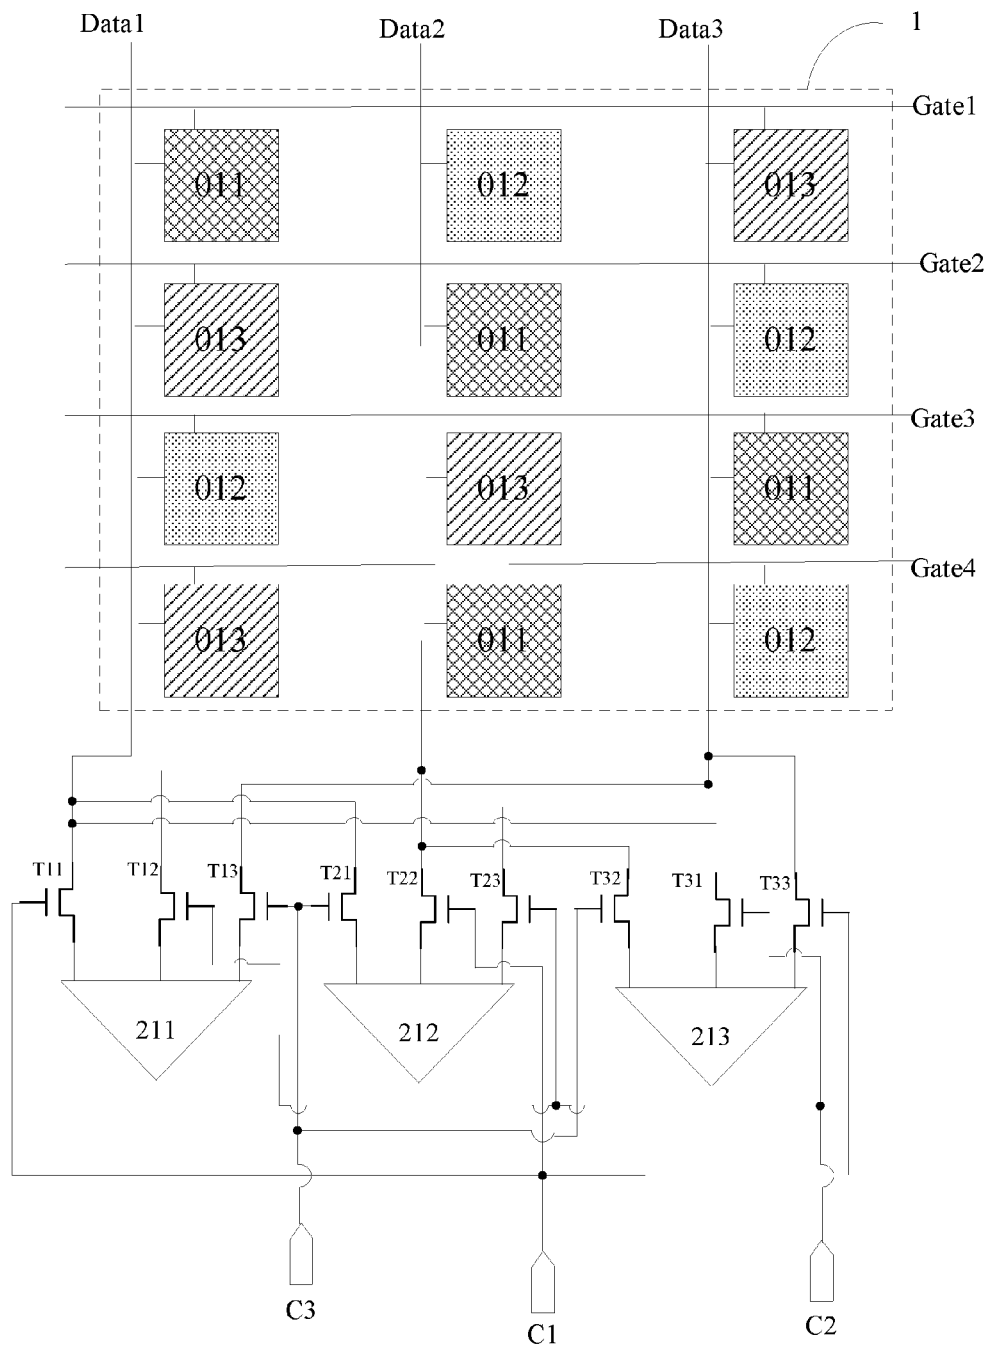 Data1 Data2 Data3 1
Gate1
011 012 013
Gate2
013 011 012
Gate3
012 013 011
Gate4
013 011 012
T11 T12 T13 T21 T22 T23 T32 T31 T33
211 212 213
C3 C1 C2